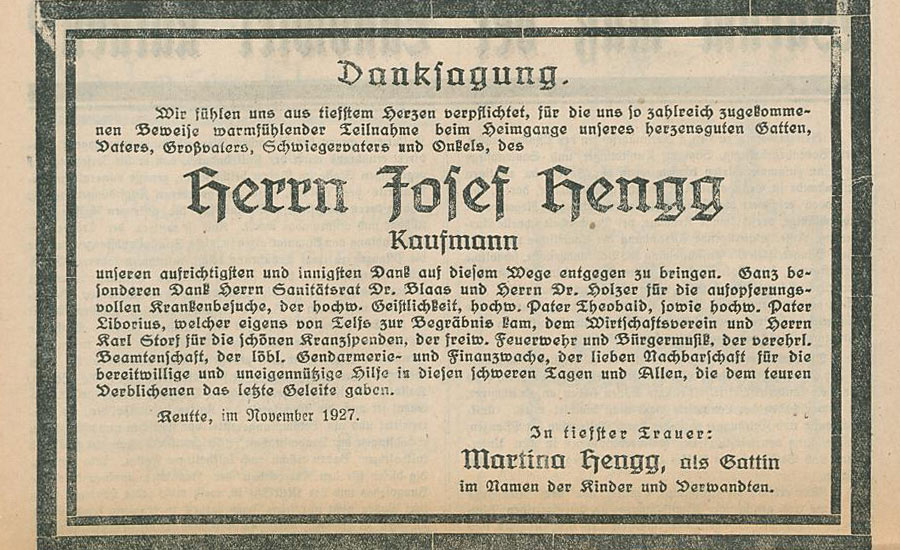 Danksagung.
Wir fühlen uns aus tiefstem Herzen verpflichtet, für die uns so zahlreich zugekomme-
nen Beweise warmfühlender Teilnahme beim Heimgange unseres herzensguten Gatten,
Vaters, Großvaters, Schwiegervaters und Onkels, des
Herrn Josef Hengg
Kaufmann
unseren aufrichtigsten und innigsten Dank auf diesem Wege entgegen zu bringen. Ganz be-
sonderen Dank Herrn Sanitätsrat Dr. Blaas und Herrn Dr. Holzer für die aufopferungs-
vollen Krankenbesuche, der hochw. Geistlichkeit, hochw. Pater Theobald, sowie hochw. Pater
Liborius, welcher eigens von Telfs zur Begräbnis kam, dem Wirtschaftsverein und Herrn
Karl Storf für die schönen Kranzspenden, der freiw. Feuerwehr und Bürgermusik, der verehrl.
Beamtenschaft, der löbl. Gendarmerie- und Finanzwache, der lieben Nachbarschaft für die
bereitwillige und uneigennützige Hilfe in diesen schweren Tagen und Allen, die dem teuren
Verblichenen das letzte Geleite gaben.
Reutte, im November 1927.
In tiefster Trauer:
Martina Hengg, als Gattin
im Namen der Kinder und Verwandten.